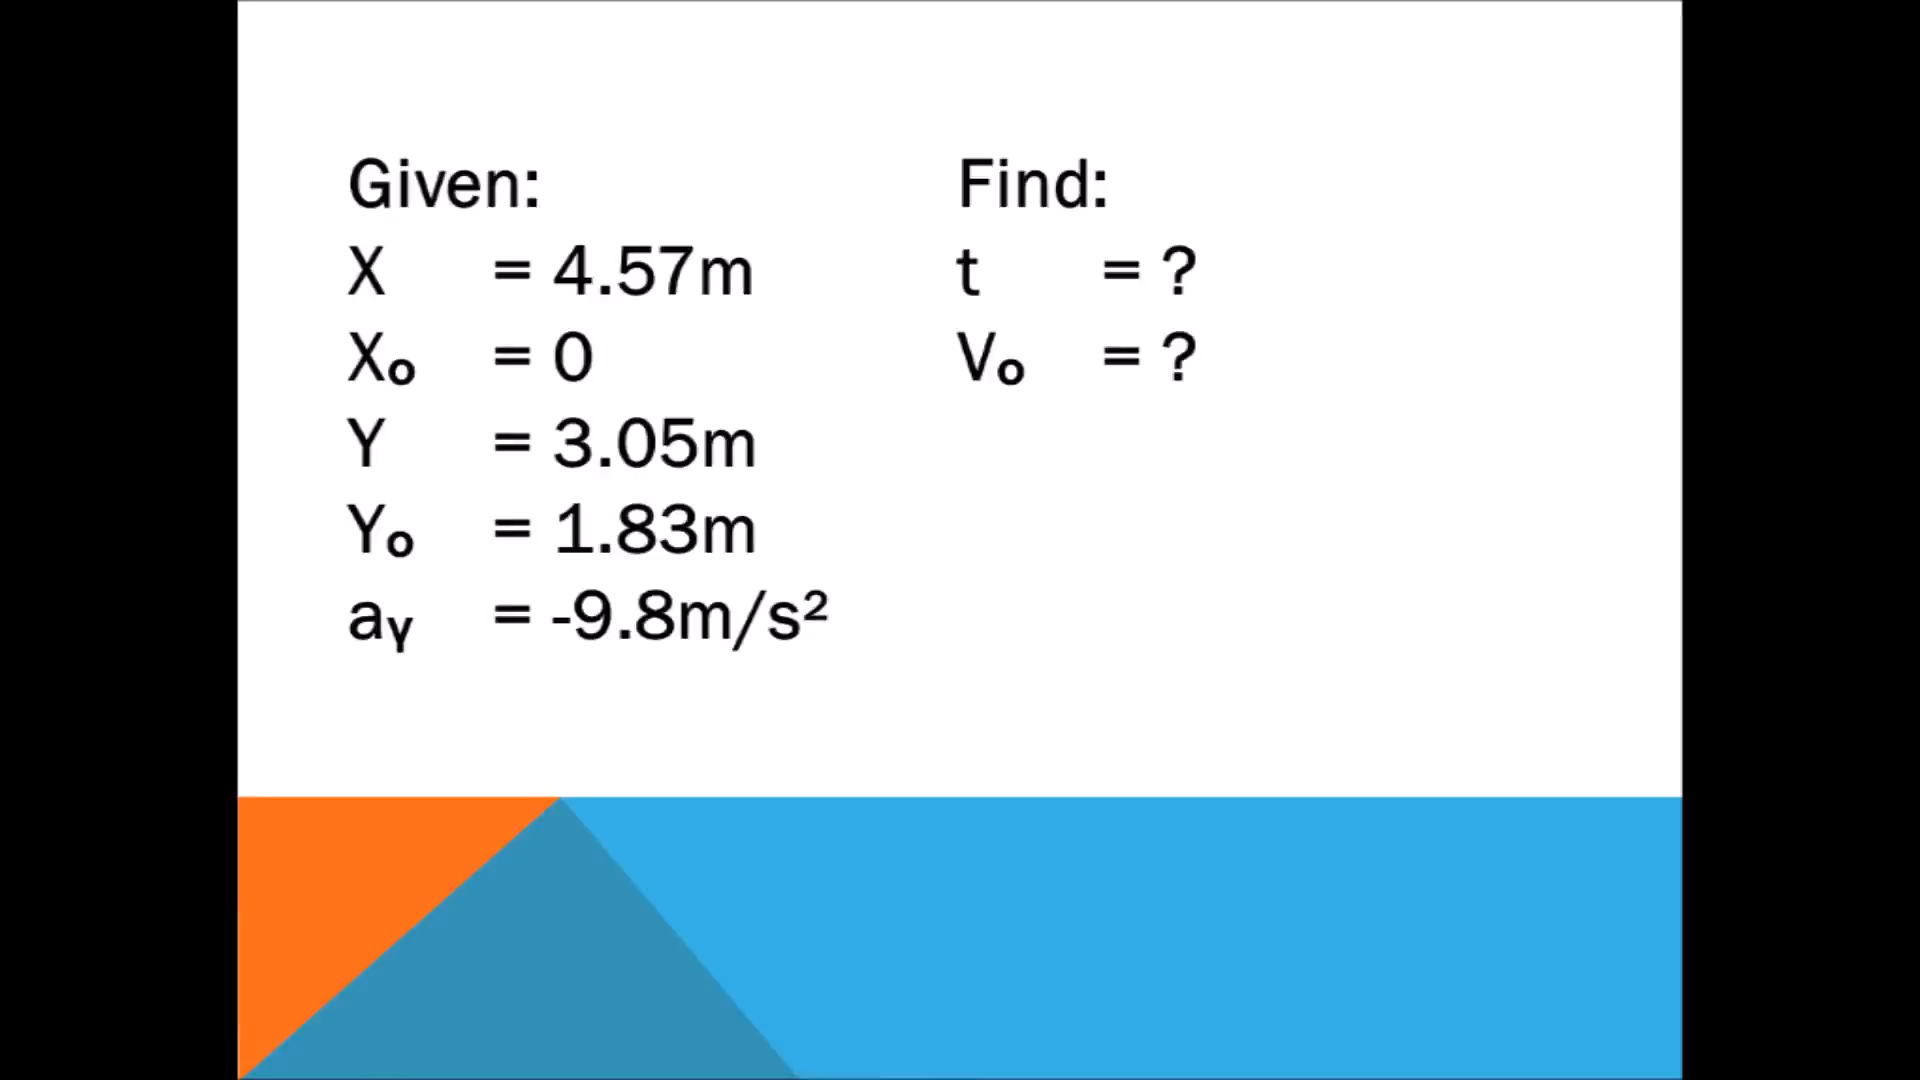 Given:
X = 4.57m
Xₒ = 0
Y = 3.05m
Yₒ = 1.83m
aᵧ = -9.8m/s²
Find:
t = ?
Vₒ = ?